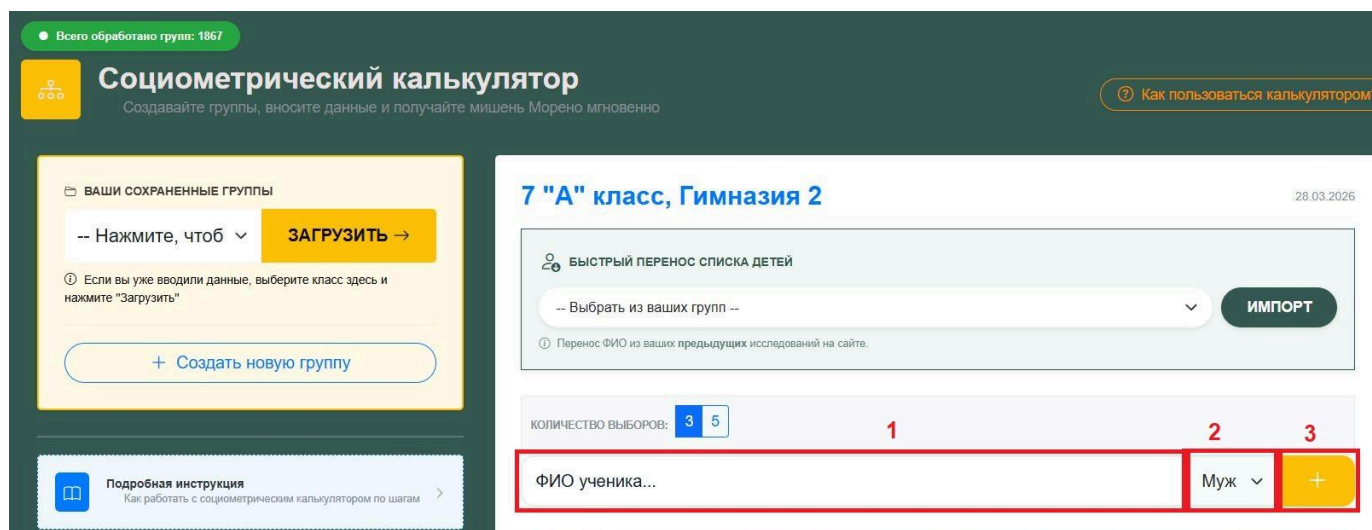 Всего обработано групп: 1867
Социометрический калькулятор
Создавайте группы, вносите данные и получайте мишень Морено мгновенно
Как пользоваться калькулятором?
ВАШИ СОХРАНЕННЫЕ ГРУППЫ
-- Нажмите, чтоб
ЗАГРУЗИТЬ →
Если вы уже вводили данные, выберите класс здесь и
нажмите "Загрузить"
+ Создать новую группу
Подробная инструкция
Как работать с социометрическим калькулятором по шагам
7 "А" класс, Гимназия 2
28.03.2026
БЫСТРЫЙ ПЕРЕНОС СПИСКА ДЕТЕЙ
-- Выбрать из ваших групп --
ИМПОРТ
Перенос ФИО из ваших предыдущих исследований на сайте.
КОЛИЧЕСТВО ВЫБОРОВ: 3 5
1 2 3
ФИО ученика... Муж +